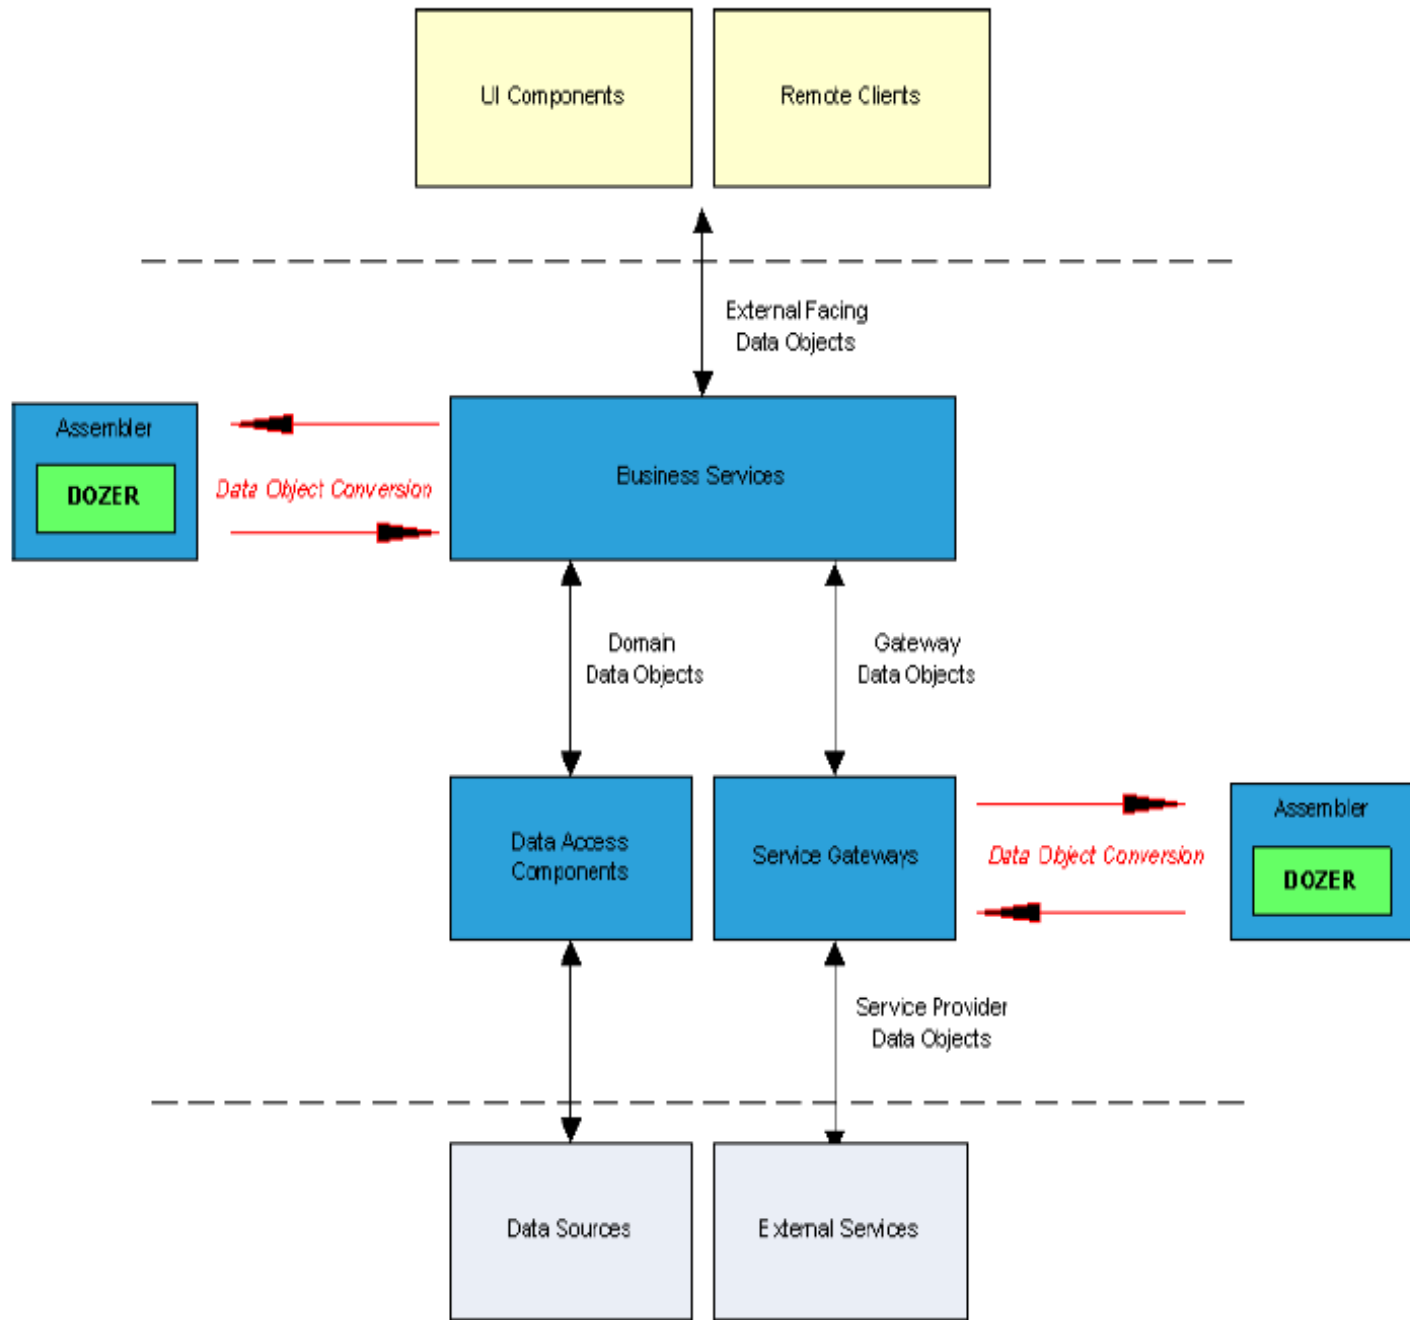 UI Components
Remote Clients
External Facing
Data Objects
Assembler
DOZER
Data Object Conversion
Business Services
Domain
Data Objects
Gateway
Data Objects
Data Access
Components
Service Gateways
Data Object Conversion
Assembler
DOZER
Service Provider
Data Objects
Data Sources
External Services